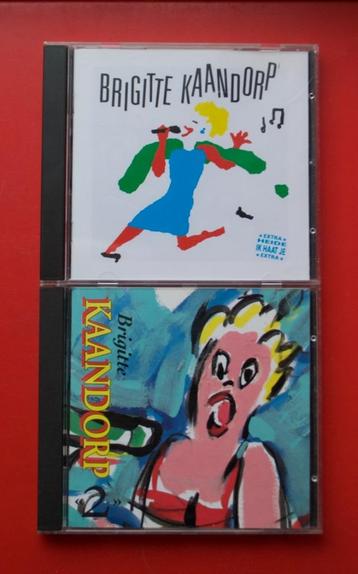 BRIGITTE KAANDORP
EXTRA
HEIDE
IK HAAT JE
EXTRA
Brigitte
KAANDORP
"2"